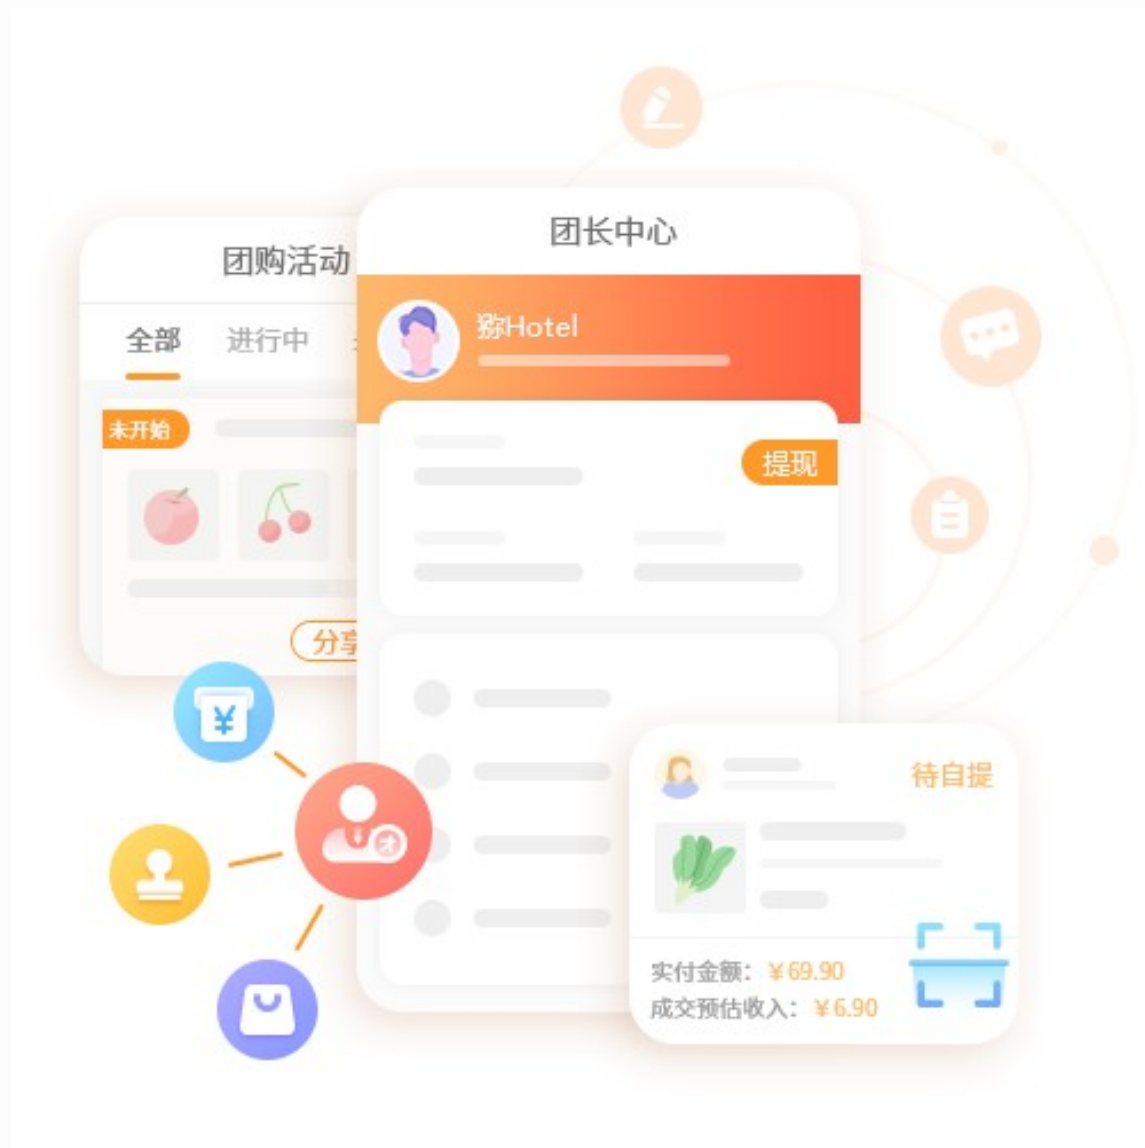 团长中心
团购活动
全部 进行中
未开始
分享
猕Hotel
提现
待自提
实付金额：￥69.90
成交预估收入：￥6.90
¥
团